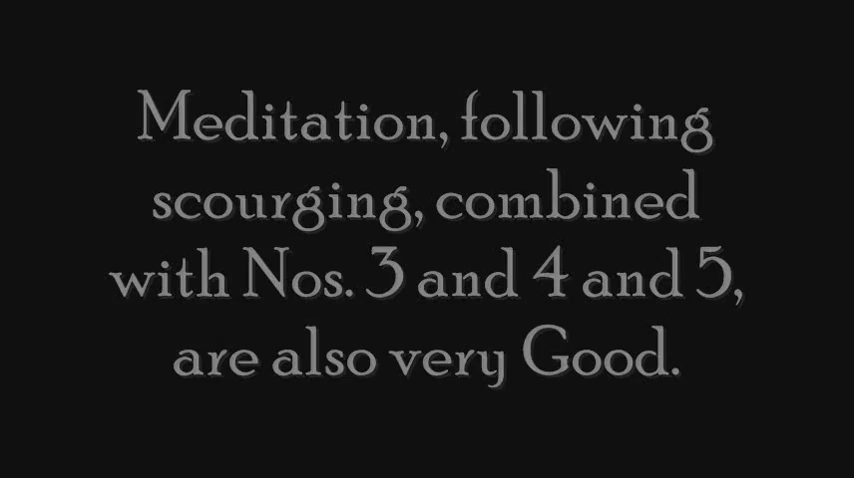 Meditation, following
scourging, combined
with Nos. 3 and 4 and 5,
are also very Good.